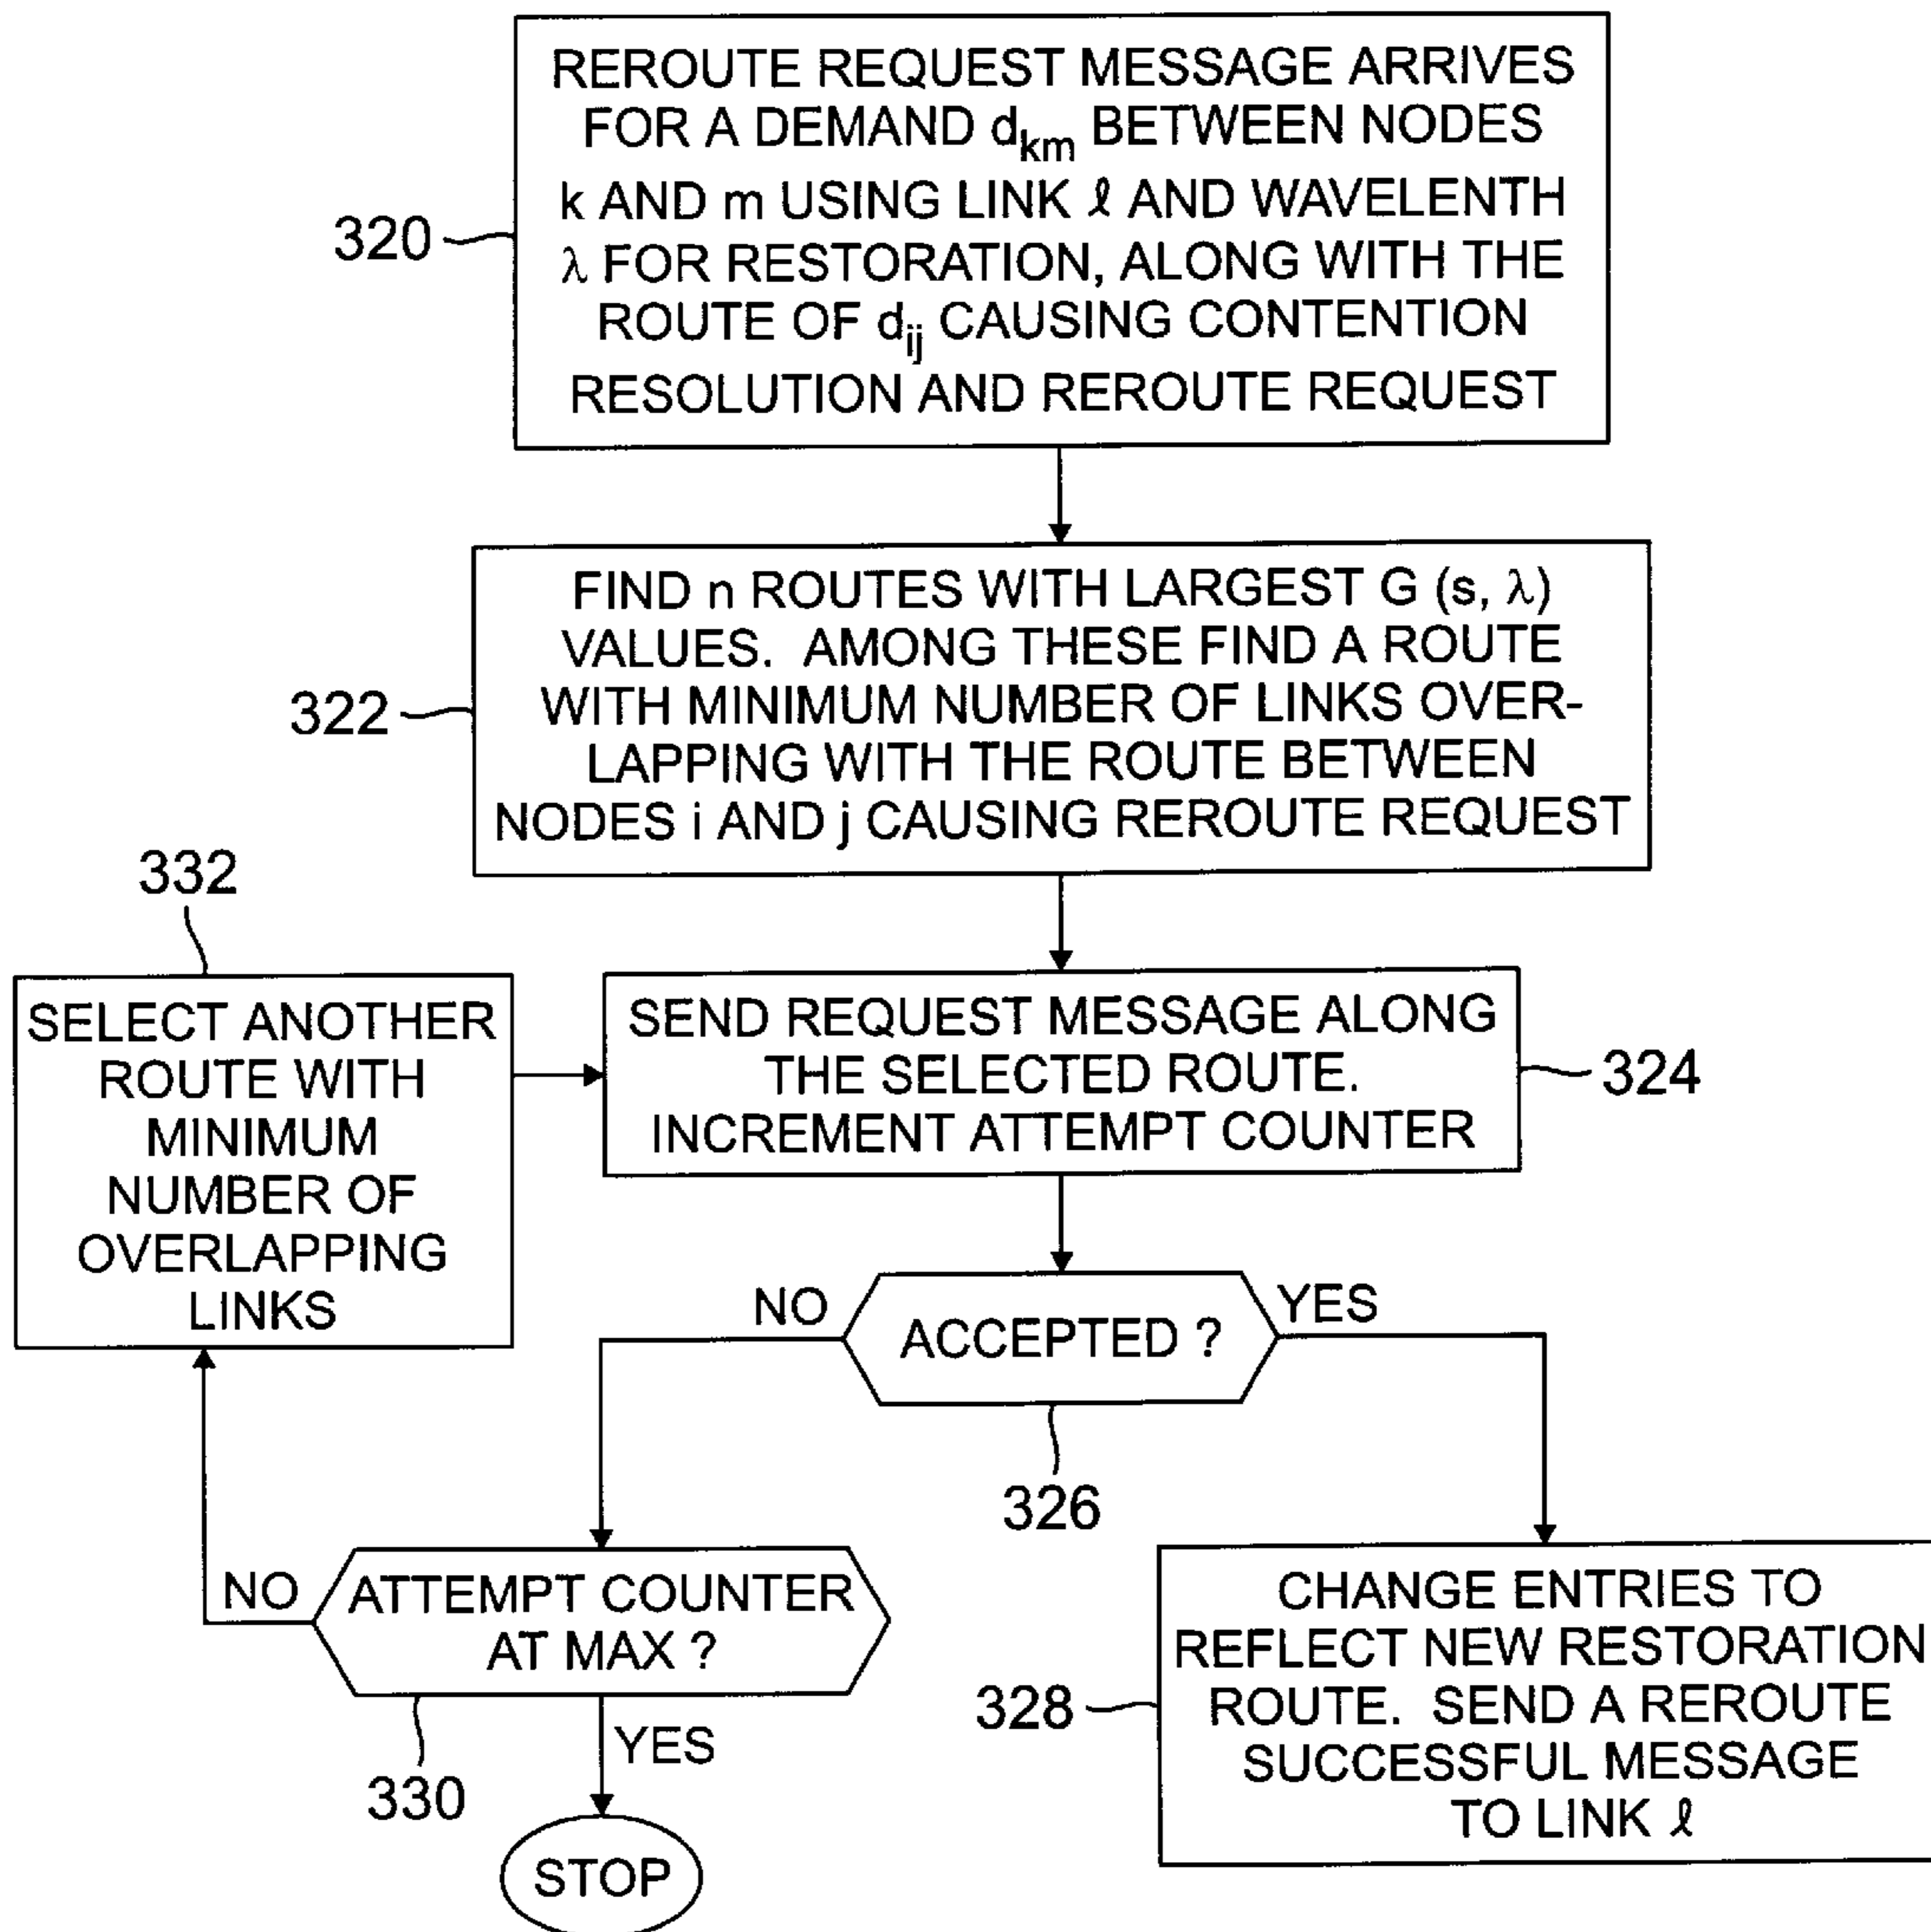 REROUTE REQUEST MESSAGE ARRIVES
FOR A DEMAND dkm BETWEEN NODES
k AND m USING LINK ℓ AND WAVELENTH
λ FOR RESTORATION, ALONG WITH THE
ROUTE OF dij CAUSING CONTENTION
RESOLUTION AND REROUTE REQUEST
320
FIND n ROUTES WITH LARGEST G (s, λ)
VALUES. AMONG THESE FIND A ROUTE
WITH MINIMUM NUMBER OF LINKS OVER-
LAPPING WITH THE ROUTE BETWEEN
NODES i AND j CAUSING REROUTE REQUEST
322
332
SELECT ANOTHER
ROUTE WITH
MINIMUM
NUMBER OF
OVERLAPPING
LINKS
SEND REQUEST MESSAGE ALONG
THE SELECTED ROUTE.
INCREMENT ATTEMPT COUNTER
324
NO
ACCEPTED ?
YES
326
NO
ATTEMPT COUNTER
AT MAX ?
330
YES
STOP
CHANGE ENTRIES TO
REFLECT NEW RESTORATION
ROUTE. SEND A REROUTE
SUCCESSFUL MESSAGE
TO LINK ℓ
328